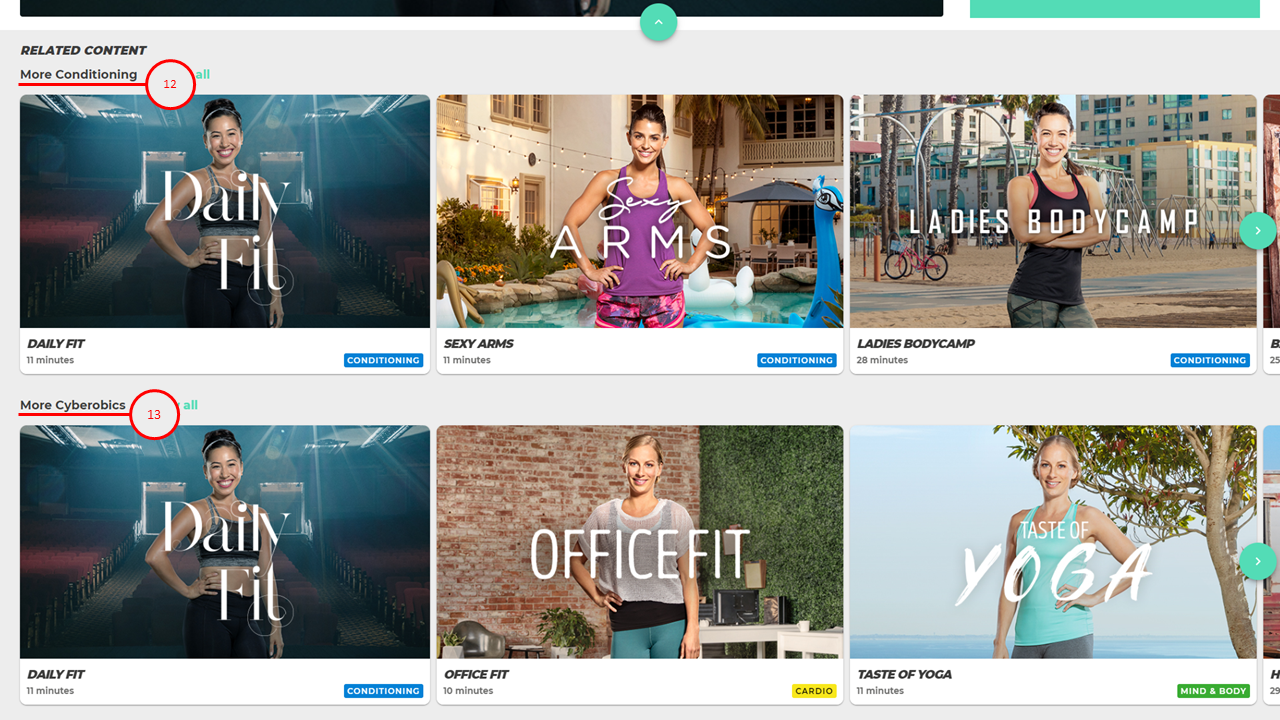 RELATED CONTENT
More Conditioning 12 all
Daily
Fit
Sexy
ARMS
LADIES BODYCAMP
DAILY FIT
11 minutes CONDITIONING
SEXY ARMS
11 minutes CONDITIONING
LADIES BODYCAMP
28 minutes CONDITIONING
25
More Cyberobics 13 all
Daily
Fit
OFFICEFIT
TASTE OF
YOGA
DAILY FIT
11 minutes CONDITIONING
OFFICE FIT
10 minutes CARDIO
TASTE OF YOGA
11 minutes MIND & BODY
H
29